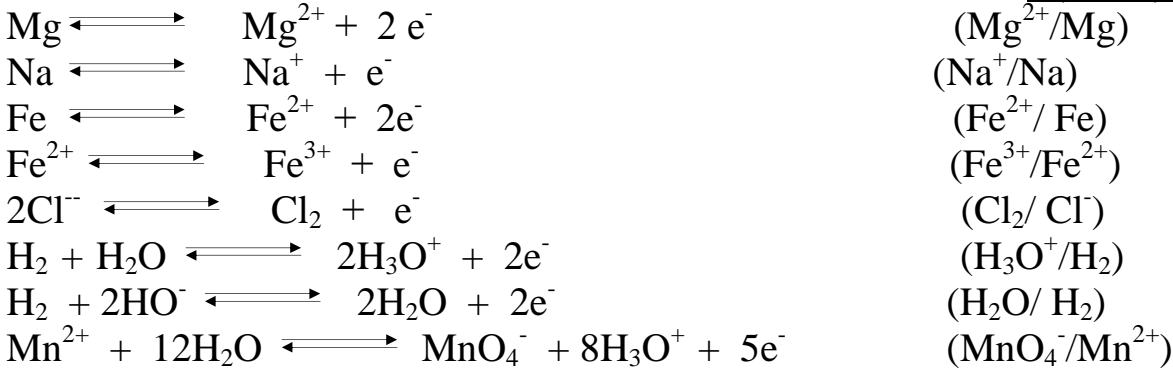 Mg ⇌ Mg²⁺ + 2 e⁻ (Mg²⁺/Mg)
Na ⇌ Na⁺ + e⁻ (Na⁺/Na)
Fe ⇌ Fe²⁺ + 2e⁻ (Fe²⁺/ Fe)
Fe²⁺ ⇌ Fe³⁺ + e⁻ (Fe³⁺/Fe²⁺)
2Cl⁻⁻ ⇌ Cl₂ + e⁻ (Cl₂/ Cl⁻)
H₂ + H₂O ⇌ 2H₃O⁺ + 2e⁻ (H₃O⁺/H₂)
H₂ + 2HO⁻ ⇌ 2H₂O + 2e⁻ (H₂O/ H₂)
Mn²⁺ + 12H₂O ⇌ MnO₄⁻ + 8H₃O⁺ + 5e⁻ (MnO₄⁻/Mn²⁺)